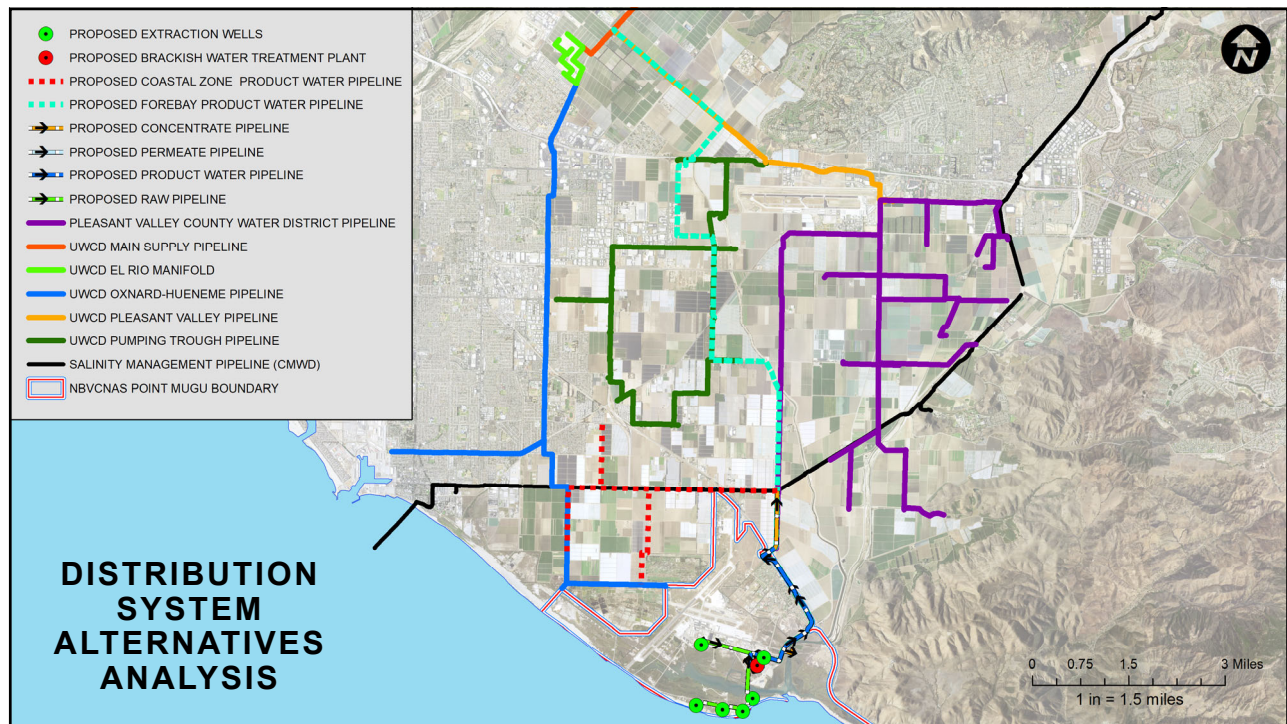 PROPOSED EXTRACTION WELLS
PROPOSED BRACKISH WATER TREATMENT PLANT
PROPOSED COASTAL ZONE PRODUCT WATER PIPELINE
PROPOSED FOREBAY PRODUCT WATER PIPELINE
PROPOSED CONCENTRATE PIPELINE
PROPOSED PERMEATE PIPELINE
PROPOSED PRODUCT WATER PIPELINE
PROPOSED RAW PIPELINE
PLEASANT VALLEY COUNTY WATER DISTRICT PIPELINE
UWCD MAIN SUPPLY PIPELINE
UWCD EL RIO MANIFOLD
UWCD OXNARD-HUENEME PIPELINE
UWCD PLEASANT VALLEY PIPELINE
UWCD PUMPING TROUGH PIPELINE
SALINITY MANAGEMENT PIPELINE (CMWD)
NBVCNAS POINT MUGU BOUNDARY
N
DISTRIBUTION
SYSTEM
ALTERNATIVES
ANALYSIS
0 0.75 1.5 3 Miles
1 in = 1.5 miles